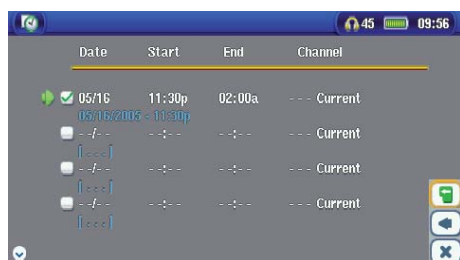 45 09:56
Date Start End Channel
05/16 11:30p 02:00a --- Current
05/16/2005 - 11:30p
--/-- --:-- --:-- --- Current
[...]
--/-- --:-- --:-- --- Current
[...]
--/-- --:-- --:-- --- Current
[...]